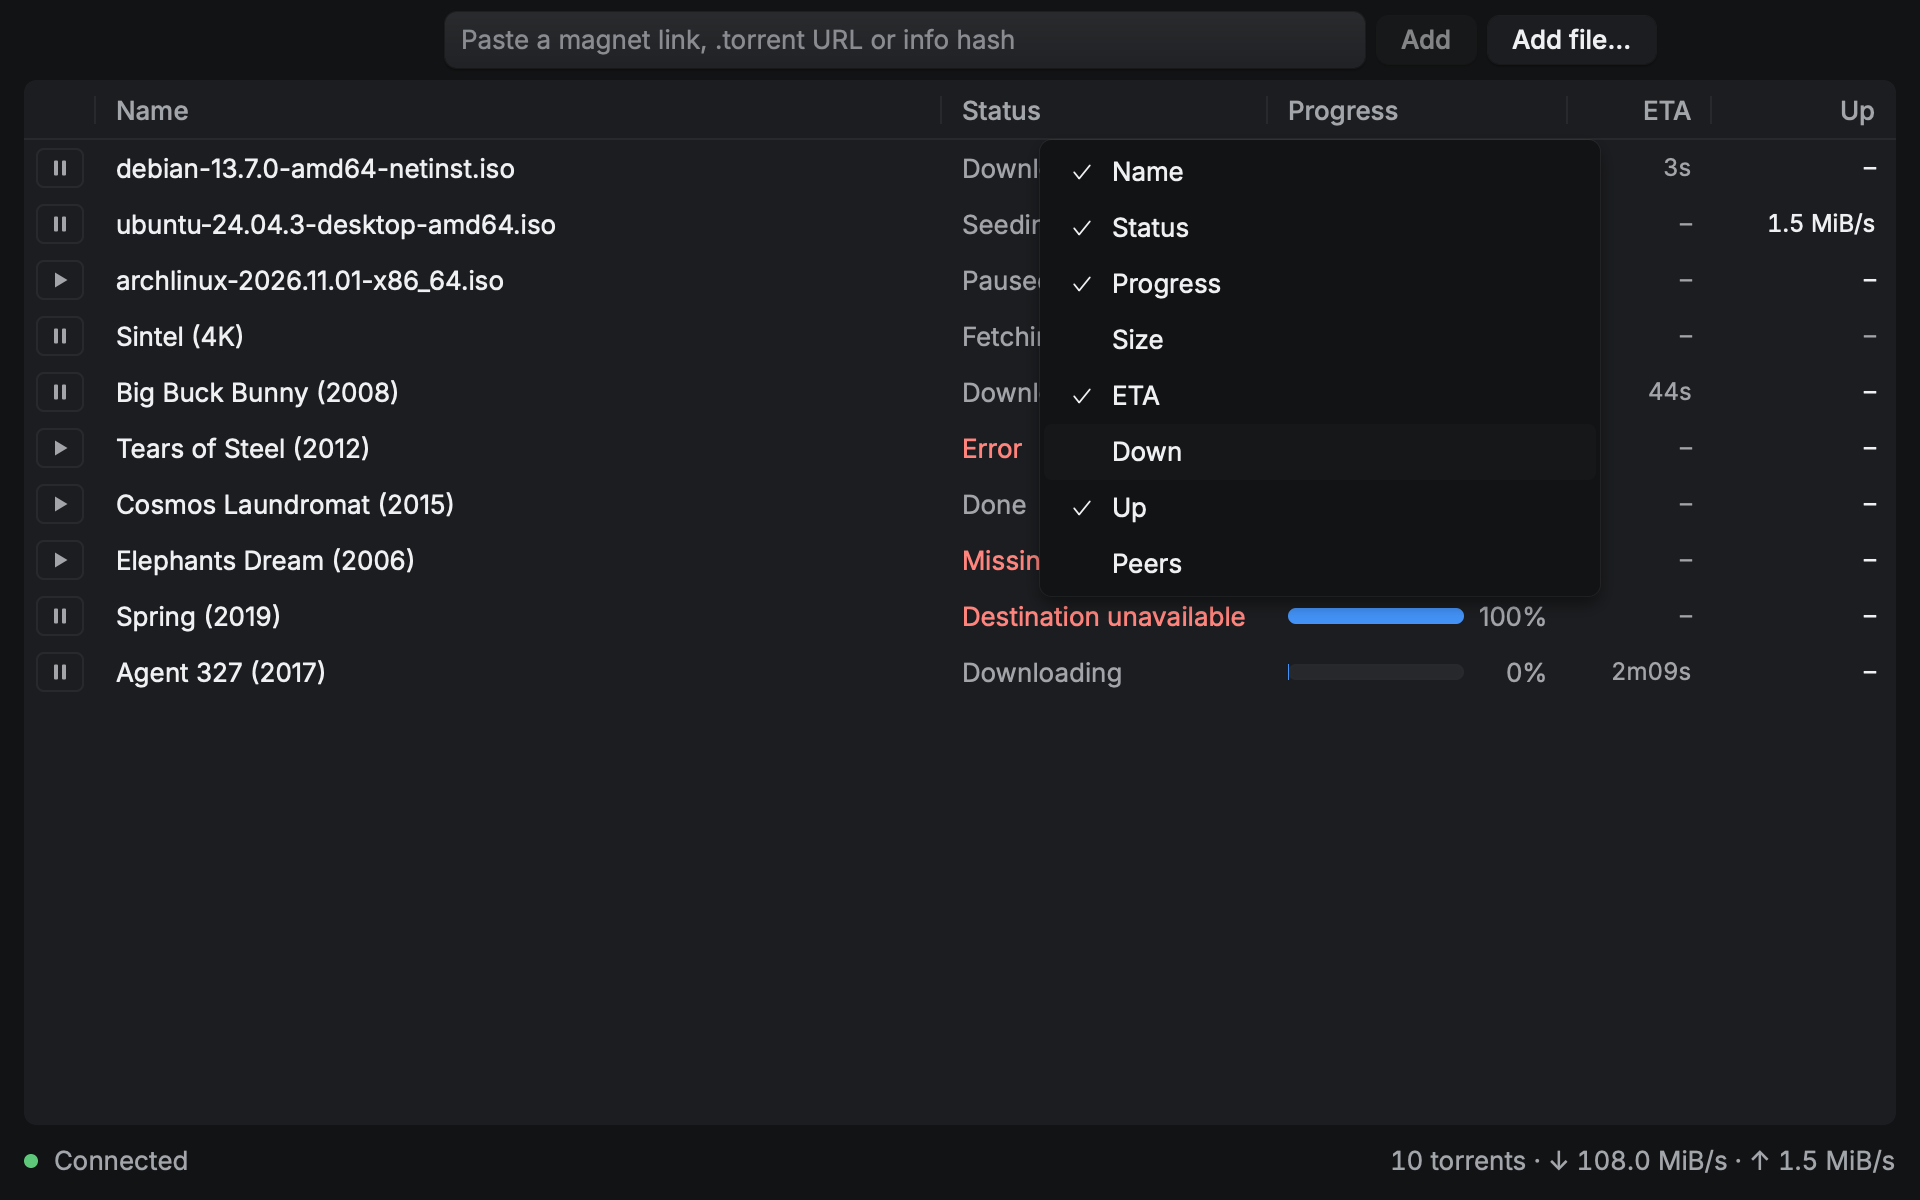 Paste a magnet link, .torrent URL or info hash Add Add file...
Name Status Progress ETA Up
debian-13.7.0-amd64-netinst.iso Downl 3s –
ubuntu-24.04.3-desktop-amd64.iso Seedin – 1.5 MiB/s
archlinux-2026.11.01-x86_64.iso Paused – –
Sintel (4K) Fetchin – –
Big Buck Bunny (2008) Downl 44s –
Tears of Steel (2012) Error – –
Cosmos Laundromat (2015) Done – –
Elephants Dream (2006) Missin – –
Spring (2019) Destination unavailable 100% – –
Agent 327 (2017) Downloading 0% 2m09s –
Name
Status
Progress
Size
ETA
Down
Up
Peers
Connected 10 torrents · ↓ 108.0 MiB/s · ↑ 1.5 MiB/s